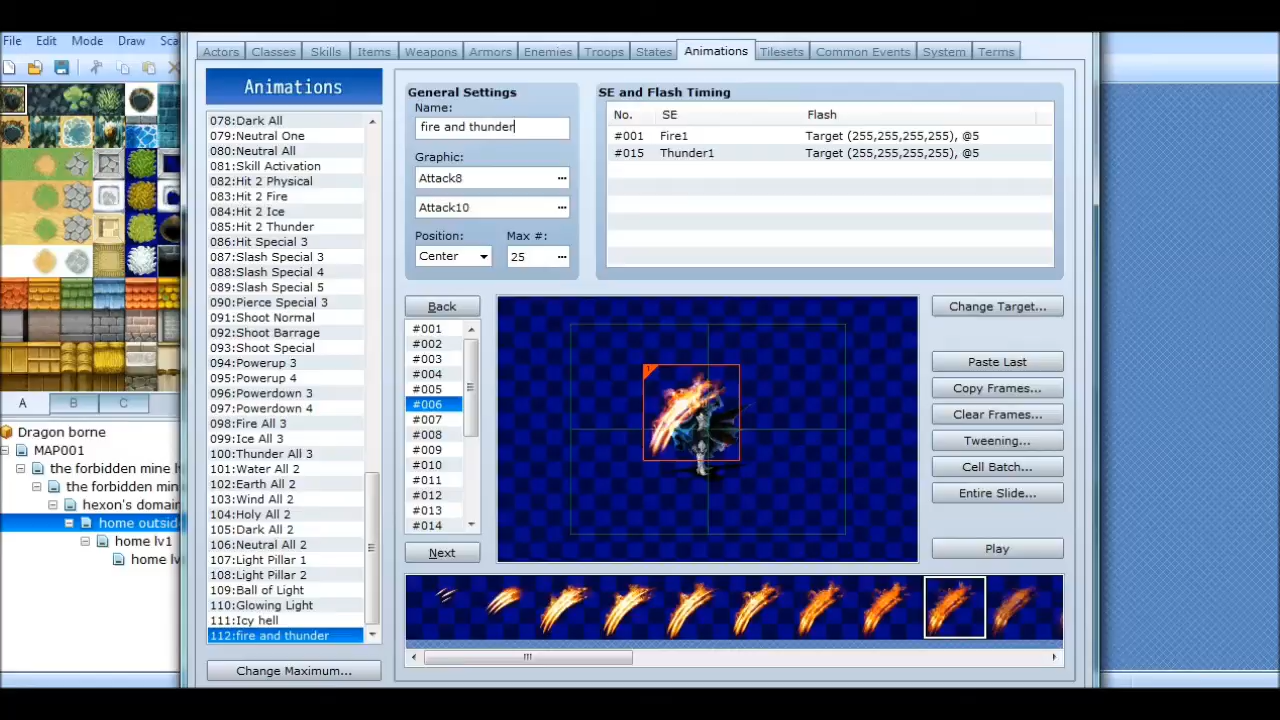 File Edit Mode Draw Sca
Actors Classes Skills Items Weapons Armors Enemies Troops States Animations Tilesets Common Events System Terms
Animations
078:Dark All
079:Neutral One
080:Neutral All
081:Skill Activation
082:Hit 2 Physical
083:Hit 2 Fire
084:Hit 2 Ice
085:Hit 2 Thunder
086:Hit Special 3
087:Slash Special 3
088:Slash Special 4
089:Slash Special 5
090:Pierce Special 3
091:Shoot Normal
092:Shoot Barrage
093:Shoot Special
094:Powerup 3
095:Powerup 4
096:Powerdown 3
097:Powerdown 4
098:Fire All 3
099:Ice All 3
100:Thunder All 3
101:Water All 2
102:Earth All 2
103:Wind All 2
104:Holy All 2
105:Dark All 2
106:Neutral All 2
107:Light Pillar 1
108:Light Pillar 2
109:Ball of Light
110:Glowing Light
111:Icy hell
112:fire and thunder
Change Maximum...
General Settings
Name:
fire and thunder
Graphic:
Attack8 ...
Attack10 ...
Position: Max #:
Center 25 ...
SE and Flash Timing
No. SE Flash
#001 Fire1 Target (255,255,255,255), @5
#015 Thunder1 Target (255,255,255,255), @5
Back
#001
#002
#003
#004
#005
#006
#007
#008
#009
#010
#011
#012
#013
#014
Next
1
Change Target...
Paste Last
Copy Frames...
Clear Frames...
Tweening...
Cell Batch...
Entire Slide...
Play
A B C
Dragon borne
MAP001
the forbidden mine l
the forbidden min
hexon's domain
home outsid
home lv1
home lv